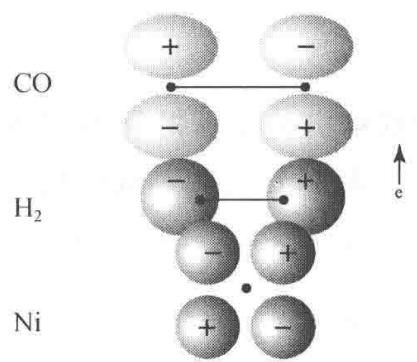 + −
CO
− +
− +
e
H₂
− +
Ni
+ −